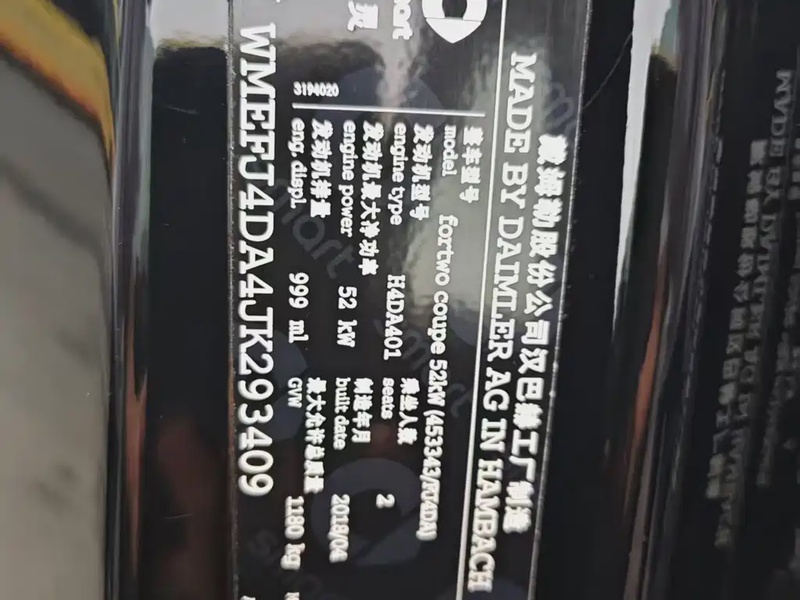 戴姆勒股份公司汉巴赫工厂制造
MADE BY DAIMLER AG IN HAMBACH
smart
整车型号
model fortwo coupe 52kW (453343/FJ4DA)
发动机型号 乘坐人数
engine type H4DA401 seats 2
发动机最大净功率 制造年月
engine power 52 kW built date 2018/04
发动机排量 最大允许总质量
eng. displ. 999 ml GVW 1180 kg
3194020
WMEFJ4DA4JK293409